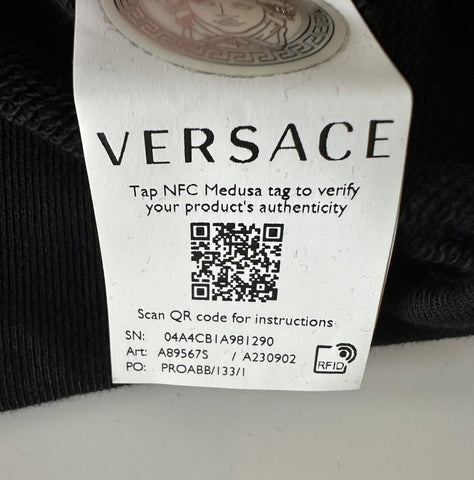 VERSACE
Tap NFC Medusa tag to verify
your product's authenticity
Scan QR code for instructions
SN: 04A4CB1A981290
Art: A89567S / A230902
PO: PROABB/133/1
RFID